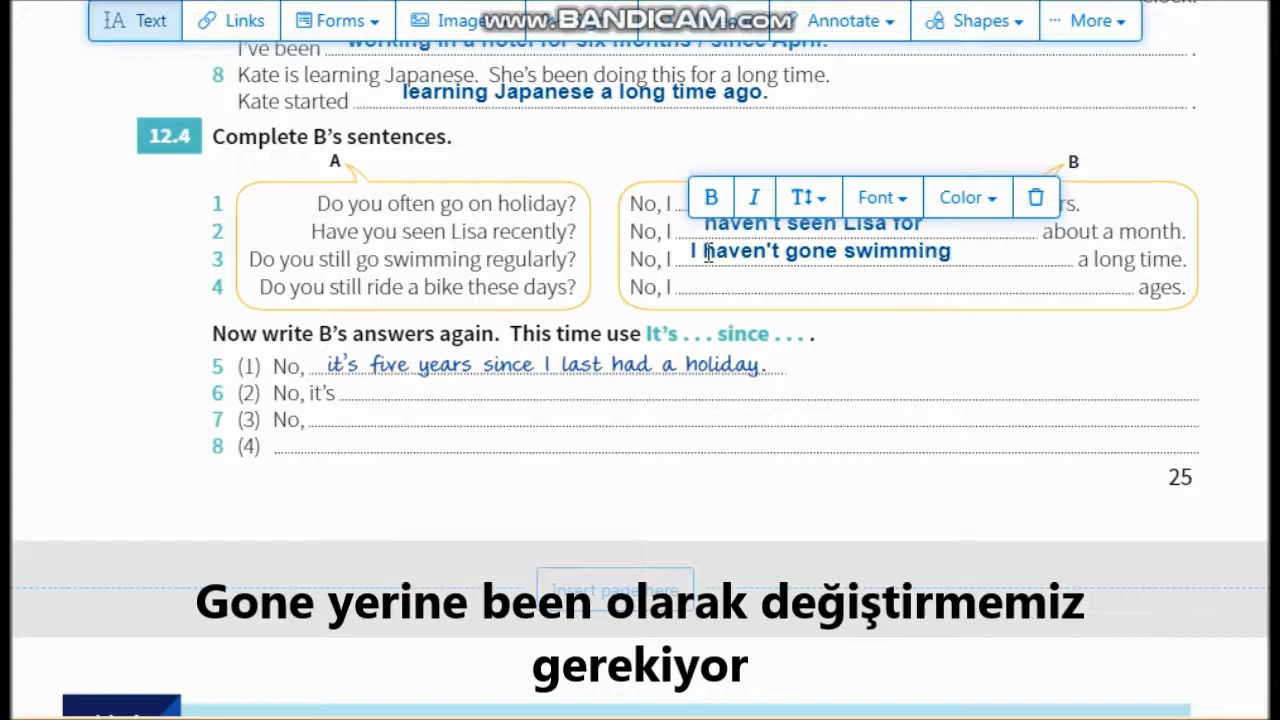 Text Links Forms Annotate Shapes More
www.BANDICAM.com
I've been working in a hotel for six months / since April. .
8 Kate is learning Japanese. She's been doing this for a long time.
Kate started learning Japanese a long time ago. .
12.4 Complete B's sentences.
A B
B I T Font Color
1 Do you often go on holiday? No, I rs.
2 Have you seen Lisa recently? No, I haven't seen Lisa for about a month.
3 Do you still go swimming regularly? No, I I haven't gone swimming a long time.
4 Do you still ride a bike these days? No, I ages.
Now write B's answers again. This time use It's . . . since . . . .
5 (1) No, it's five years since I last had a holiday.
6 (2) No, it's
7 (3) No,
8 (4)
25
Insert page here
Gone yerine been olarak değiştirmemiz
gerekiyor